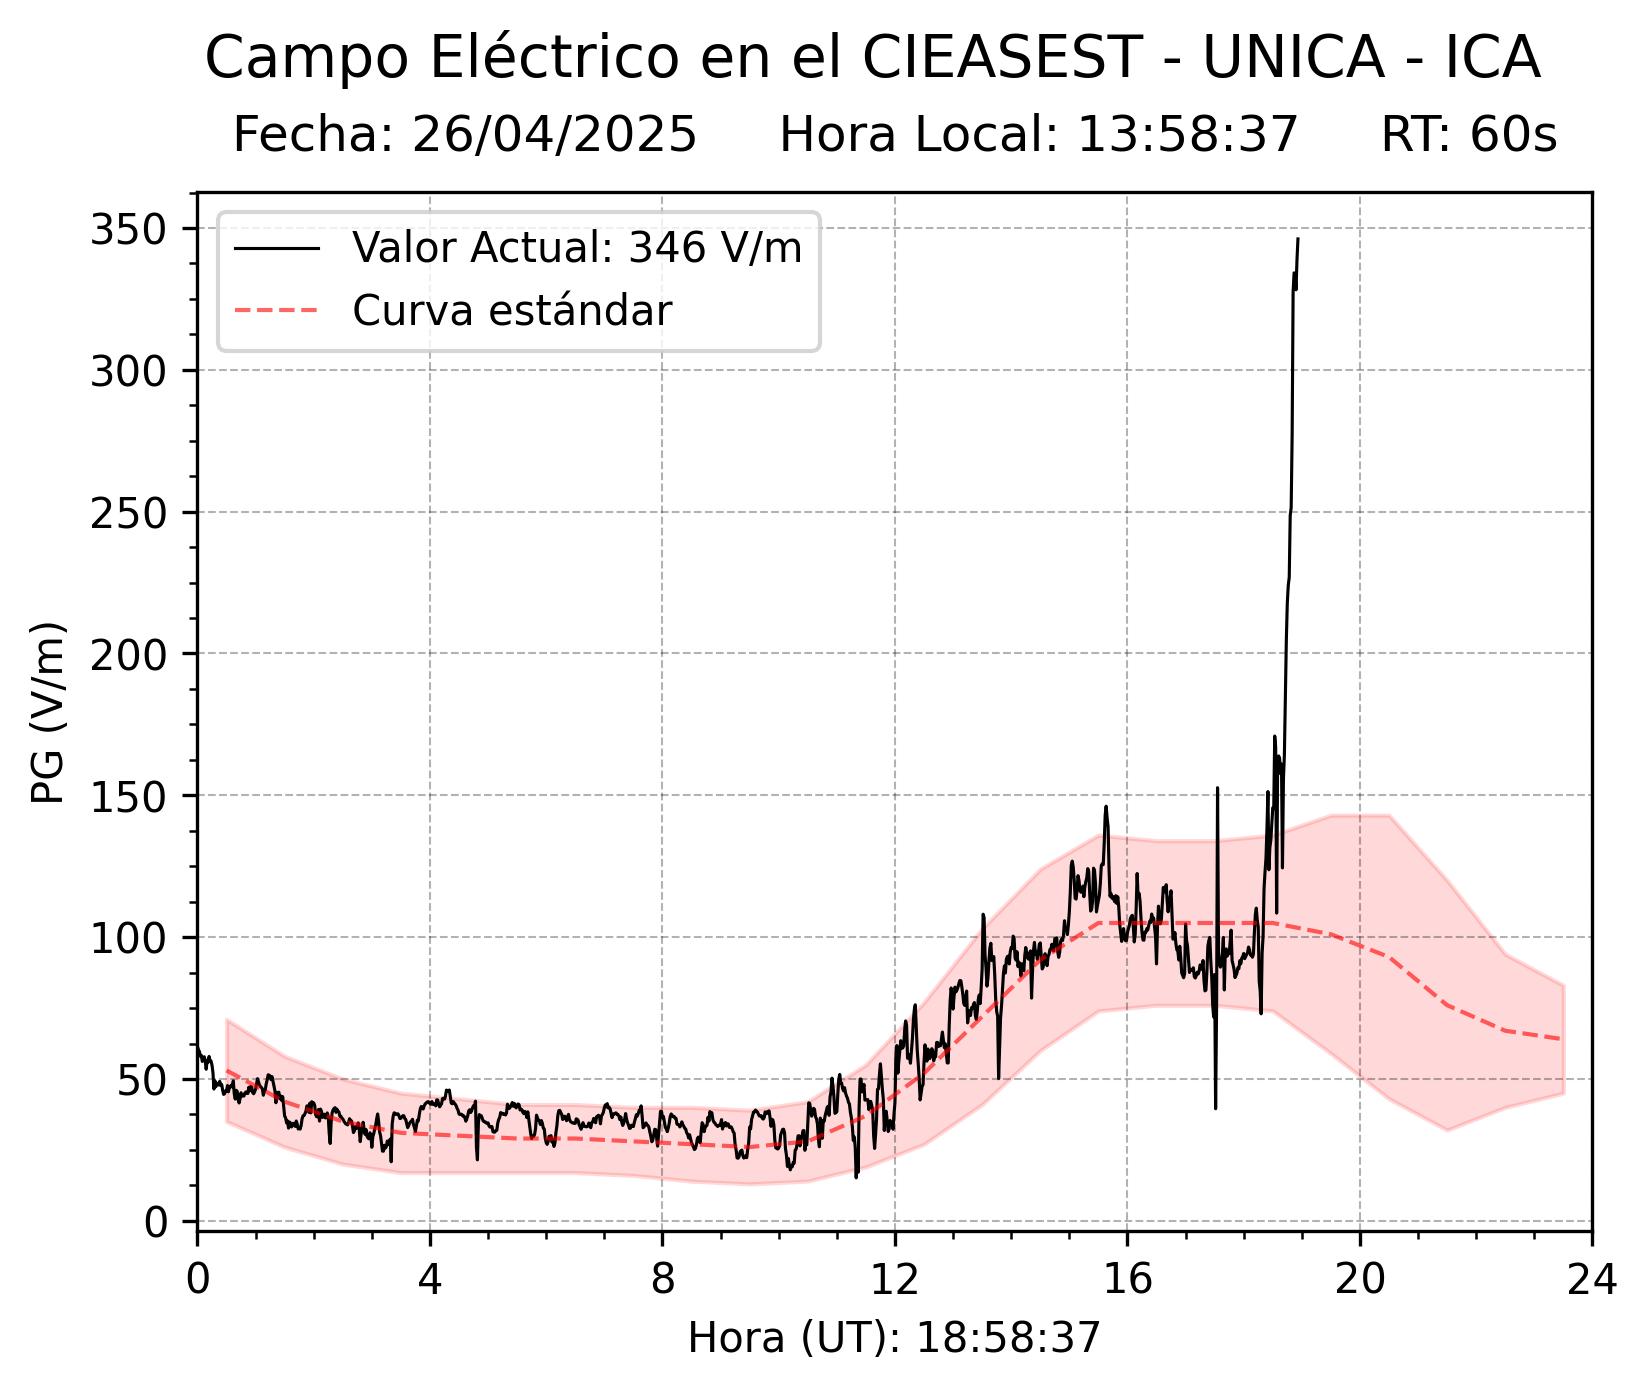 Campo Eléctrico en el CIEASEST - UNICA - ICA
Fecha: 26/04/2025 Hora Local: 13:58:37 RT: 60s
Valor Actual: 346 V/m
Curva estándar
350
300
250
200
150
100
50
0
PG (V/m)
0 4 8 12 16 20 24
Hora (UT): 18:58:37